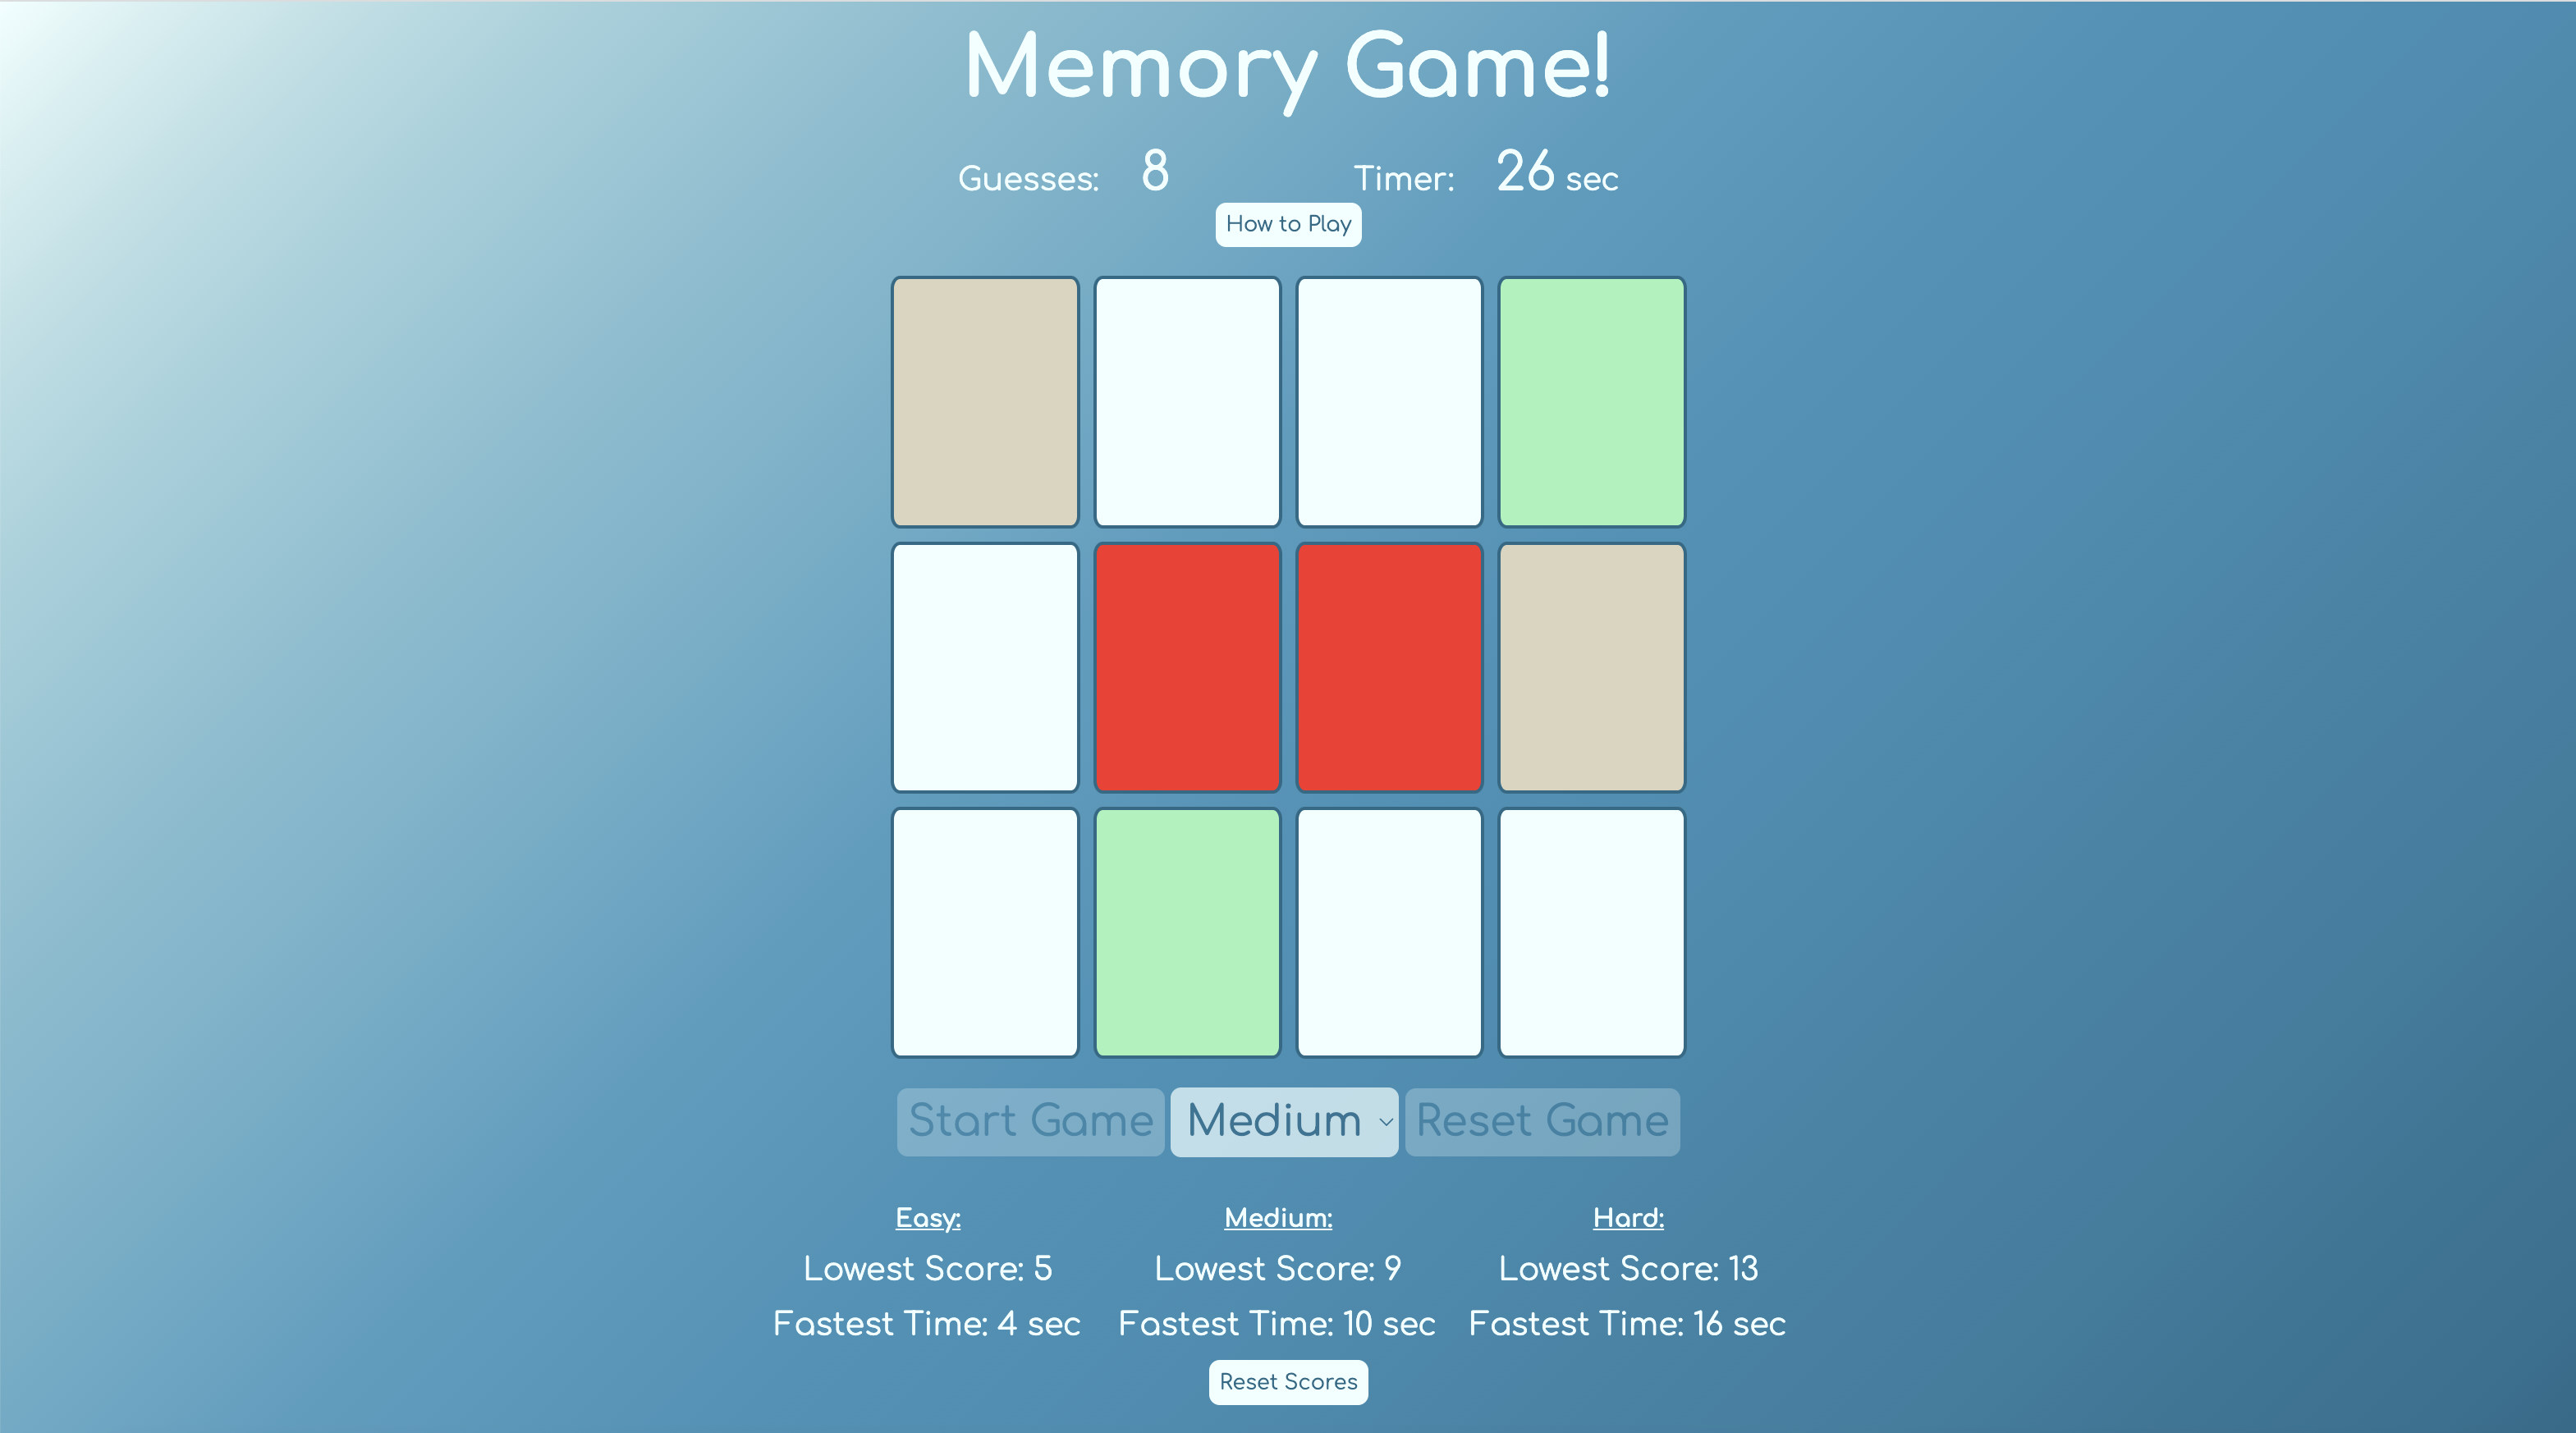 Memory Game!
Guesses: 8 Timer: 26 sec
How to Play
Start Game Medium Reset Game
Easy: Medium: Hard:
Lowest Score: 5 Lowest Score: 9 Lowest Score: 13
Fastest Time: 4 sec Fastest Time: 10 sec Fastest Time: 16 sec
Reset Scores